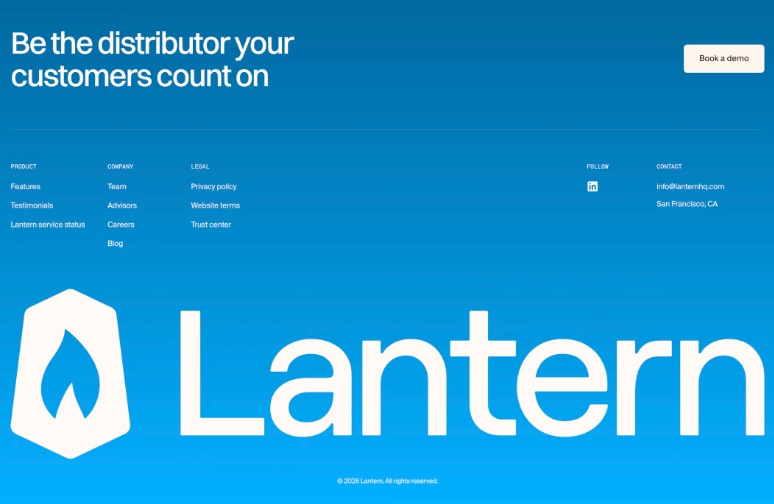 Be the distributor your
customers count on
Book a demo
PRODUCT
Features
Testimonials
Lantern service status
COMPANY
Team
Advisors
Careers
Blog
LEGAL
Privacy policy
Website terms
Trust center
FOLLOW
in
CONTACT
info@lanternhq.com
San Francisco, CA
Lantern
© 2026 Lantern. All rights reserved.